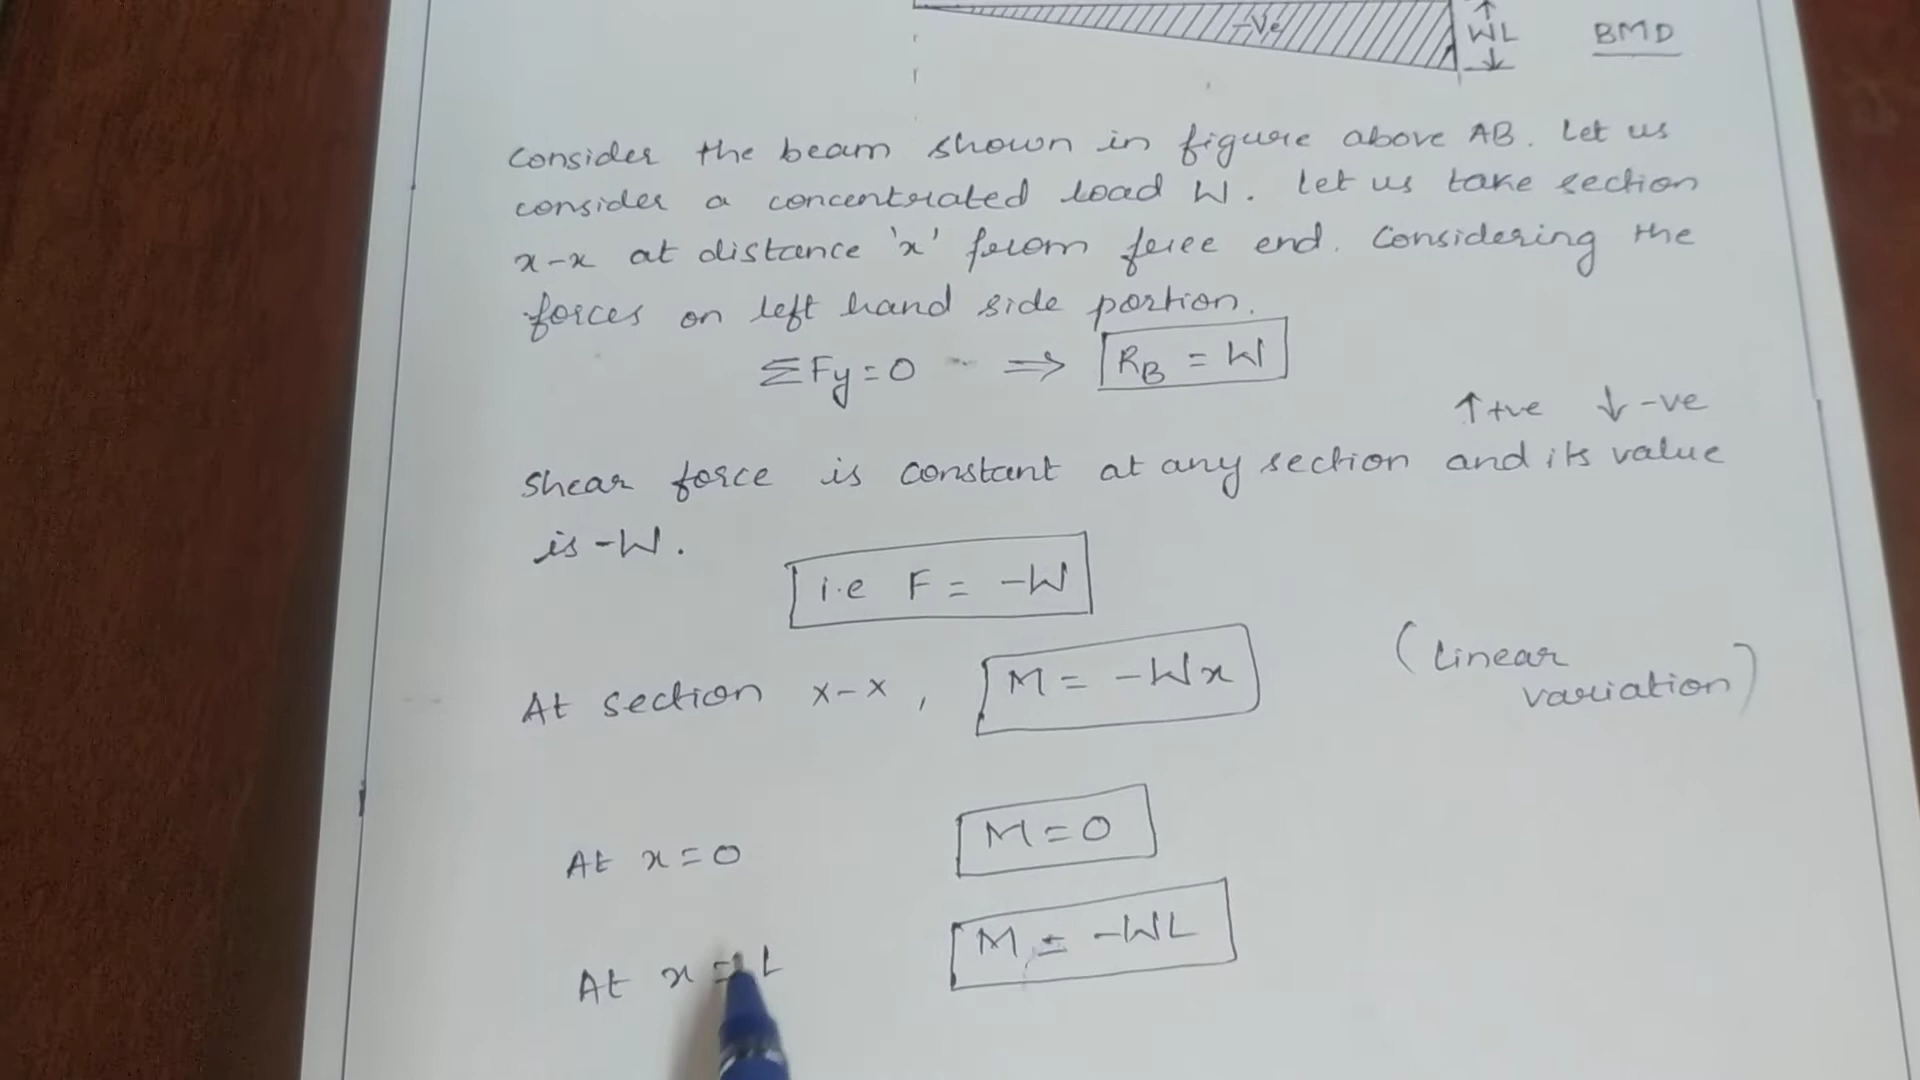 -Ve
WL
BMD
Consider the beam shown in figure above AB. Let us
consider a concentrated load W. Let us take section
x-x at distance 'x' from free end. Considering the
forces on left hand side portion.
ΣFy=0 ⇒ RB = W
↑+ve ↓-ve
Shear force is constant at any section and its value
is -W.
i.e F = -W
At section x-x, M = -Wx (Linear
variation)
At x=0 M=0
At x=L M = -WL